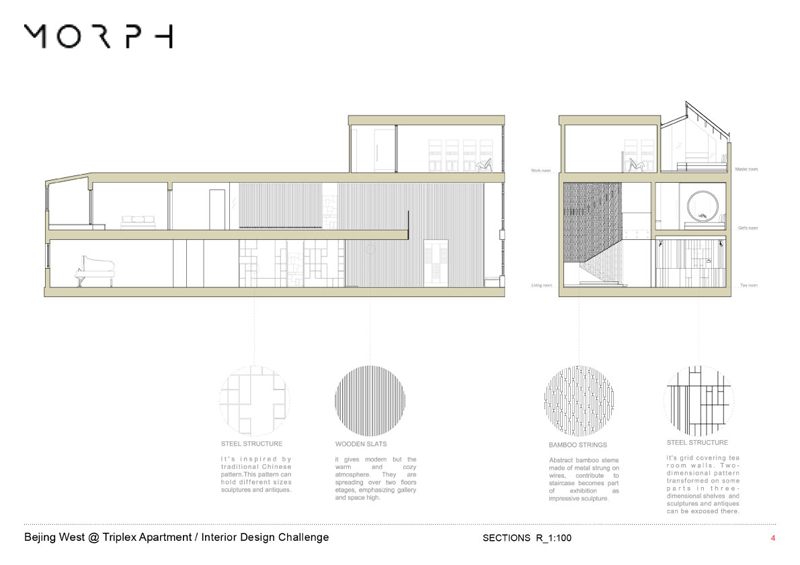 MORPH
Work room
Master room
Girl's room
Living room
Tea room
STEEL STRUCTURE
It's inspired by
traditional Chinese
pattern.This pattern can
hold different sizes
sculptures and antiques.
WOODEN SLATS
it gives modern but the
warm and cozy
atmosphere. They are
spreading over two floors
etages, emphasizing gallery
and space high.
BAMBOO STRINGS
Abstract bamboo stems
made of metal strung on
wires, contribute to
staircase becomes part
of exhibition as
impressive sculpture.
STEEL STRUCTURE
It's grid covering tea
room walls. Two-
dimensional pattern
transformed on some
parts in three-
dimensional shelves and
sculptures and antiques
can be exposed there.
Bejing West @ Triplex Apartment / Interior Design Challenge
SECTIONS R_1:100
4